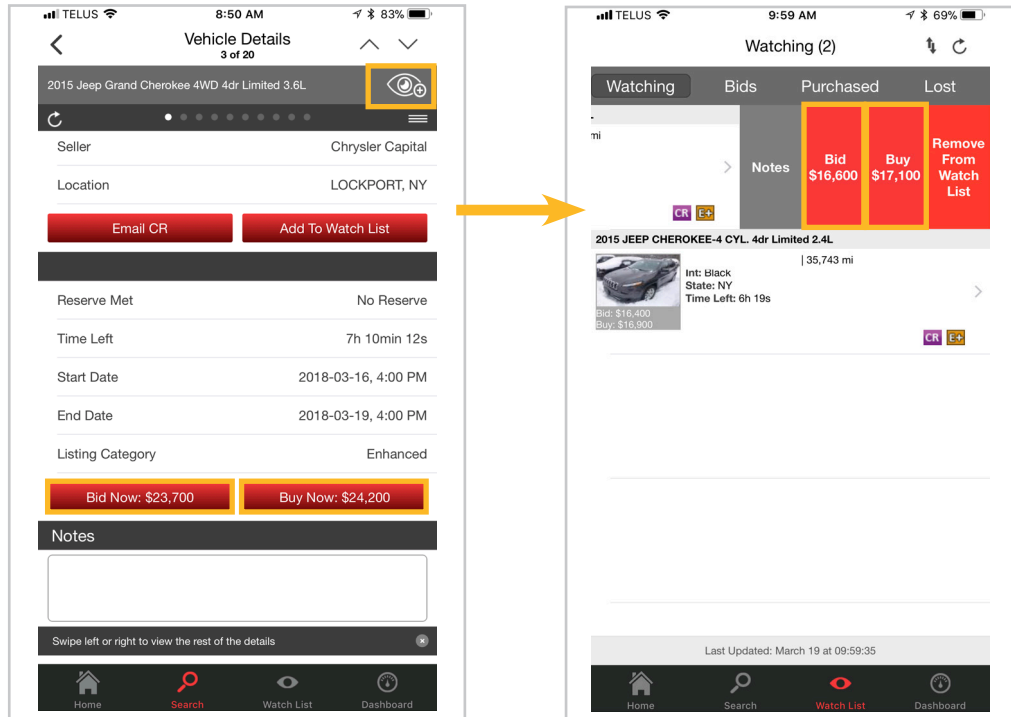 TELUS 8:50 AM 83%
Vehicle Details
3 of 20
2015 Jeep Grand Cherokee 4WD 4dr Limited 3.6L
Seller Chrysler Capital
Location LOCKPORT, NY
Email CR Add To Watch List
Reserve Met No Reserve
Time Left 7h 10min 12s
Start Date 2018-03-16, 4:00 PM
End Date 2018-03-19, 4:00 PM
Listing Category Enhanced
Bid Now: $23,700 Buy Now: $24,200
Notes
Swipe left or right to view the rest of the details
Home Search Watch List Dashboard
TELUS 9:59 AM 69%
Watching (2)
Watching Bids Purchased Lost
mi
Notes
Bid
$16,600
Buy
$17,100
Remove
From
Watch
List
CR E+
2015 JEEP CHEROKEE-4 CYL. 4dr Limited 2.4L
| 35,743 mi
Int: Black
State: NY
Time Left: 6h 19s
Bid: $16,400
Buy: $16,900
CR E+
Last Updated: March 19 at 09:59:35
Home Search Watch List Dashboard